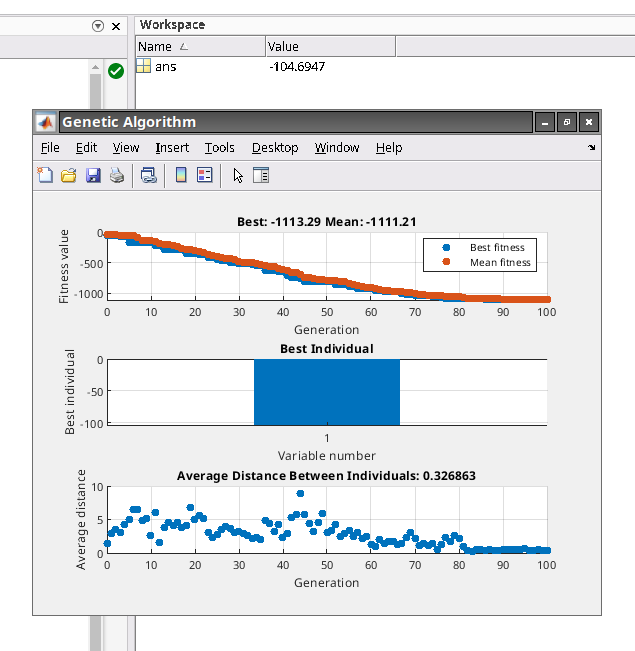 Workspace
Name Value
ans -104.6947
Genetic Algorithm
File Edit View Insert Tools Desktop Window Help
Best: -1113.29 Mean: -1111.21
Fitness value
0
-500
-1000
Best fitness
Mean fitness
0 10 20 30 40 50 60 70 80 90 100
Generation
Best Individual
Best individual
0
-50
-100
1
Variable number
Average Distance Between Individuals: 0.326863
Average distance
10
5
0
0 10 20 30 40 50 60 70 80 90 100
Generation